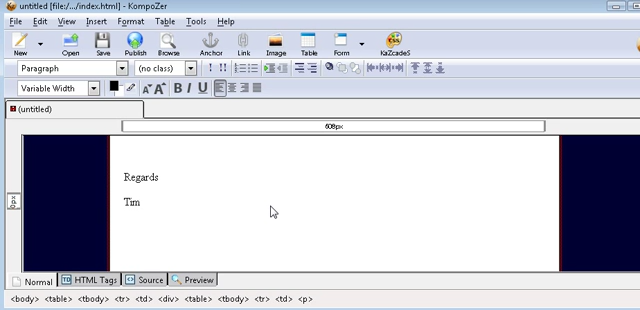 untitled [file:/.../index.html] - KompoZer
File Edit View Insert Format Table Tools Help
New Open Save Publish Browse Anchor Link Image Table Form KaZcadeS
Paragraph (no class)
Variable Width B I U
(untitled)
608px
0px
Regards
Tim
Normal HTML Tags Source Preview
<body> <table> <tbody> <tr> <td> <div> <table> <tbody> <tr> <td> <p>